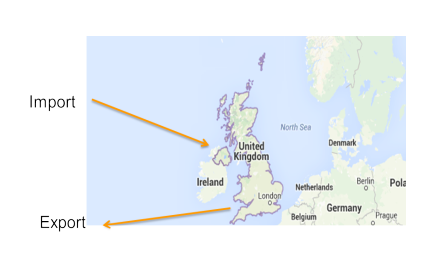 Import
North Sea
Denmark
United
Kingdom
Ireland
Netherlands
Berlin
Pola
London
Germany
Belgium
Prague
Export